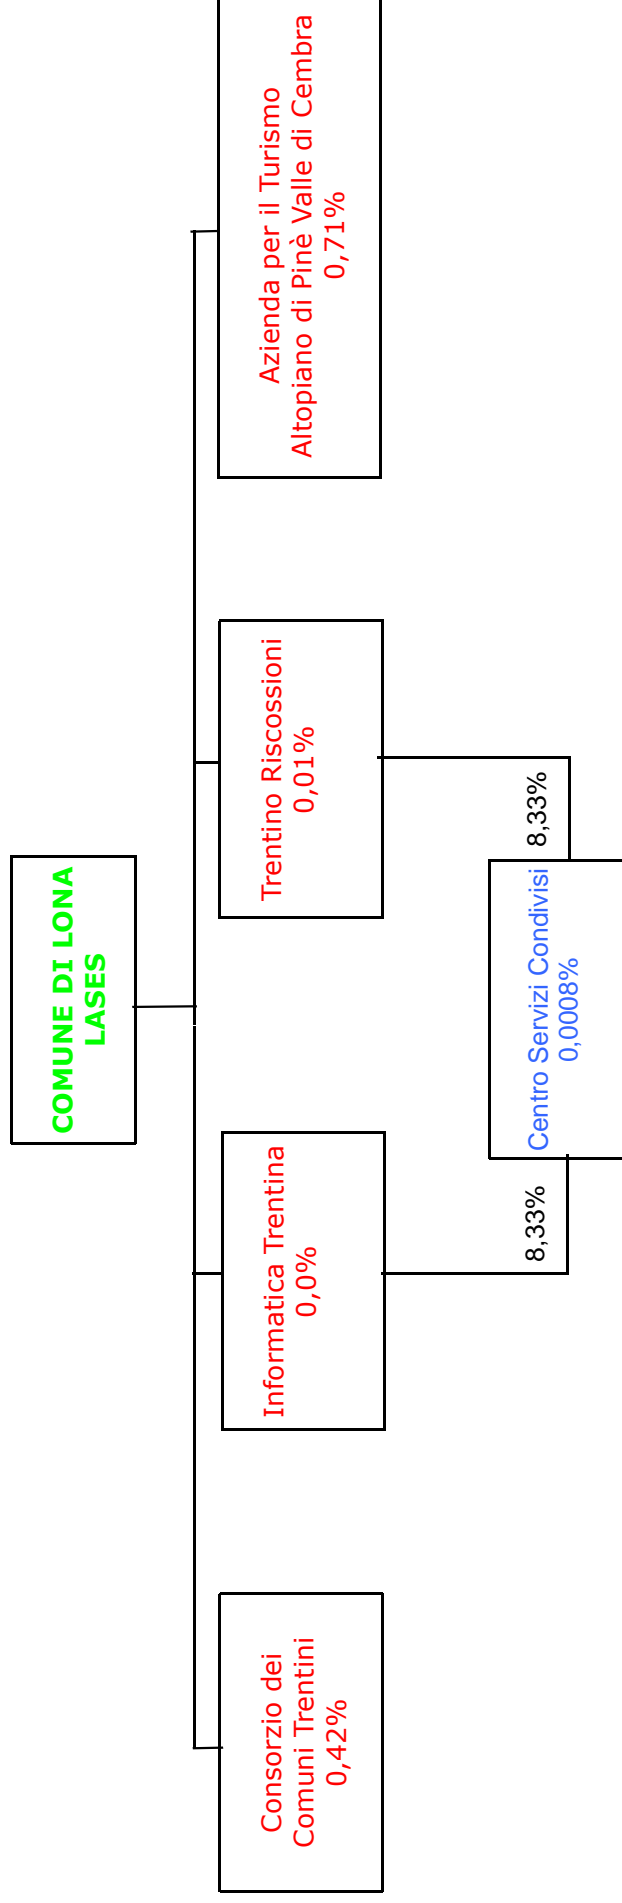 COMUNE DI LONA
LASES
Consorzio dei
Comuni Trentini
0,42%
Informatica Trentina
0,0%
Trentino Riscossioni
0,01%
Azienda per il Turismo
Altopiano di Pinè Valle di Cembra
0,71%
8,33%
Centro Servizi Condivisi
0,0008%
8,33%